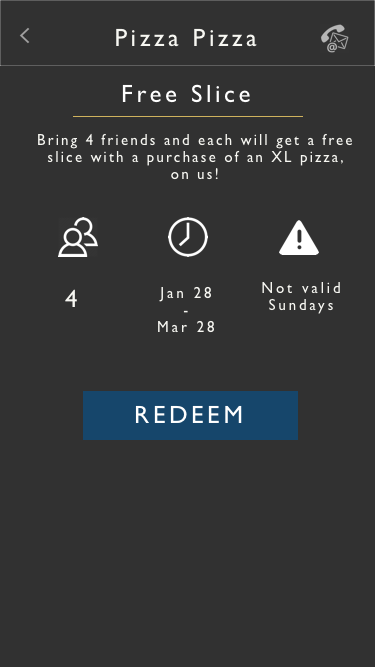 Pizza Pizza
Free Slice
Bring 4 friends and each will get a free
slice with a purchase of an XL pizza,
on us!
4
Jan 28
-
Mar 28
Not valid
Sundays
REDEEM